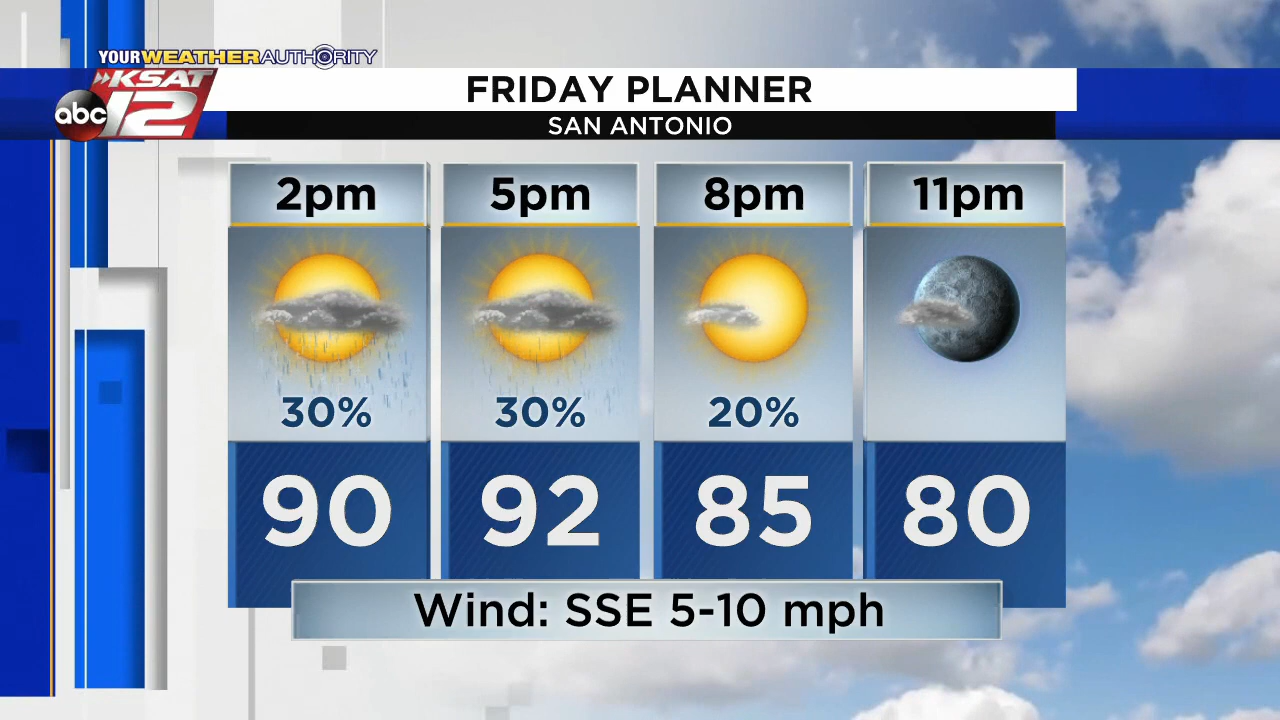 YOUR WEATHER AUTHORITY
KSAT
abc 12
FRIDAY PLANNER
SAN ANTONIO
2pm 5pm 8pm 11pm
30% 30% 20%
90 92 85 80
Wind: SSE 5-10 mph